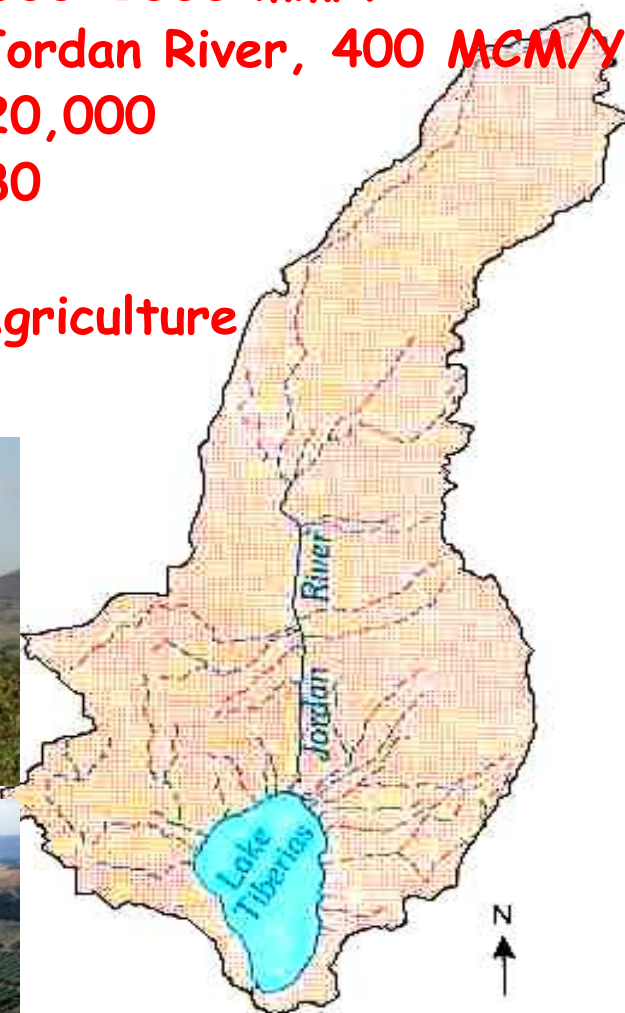 Jordan River, 400 MCM/Y
20,000
30
griculture
River
Jordan
Lake
Tiberias
N